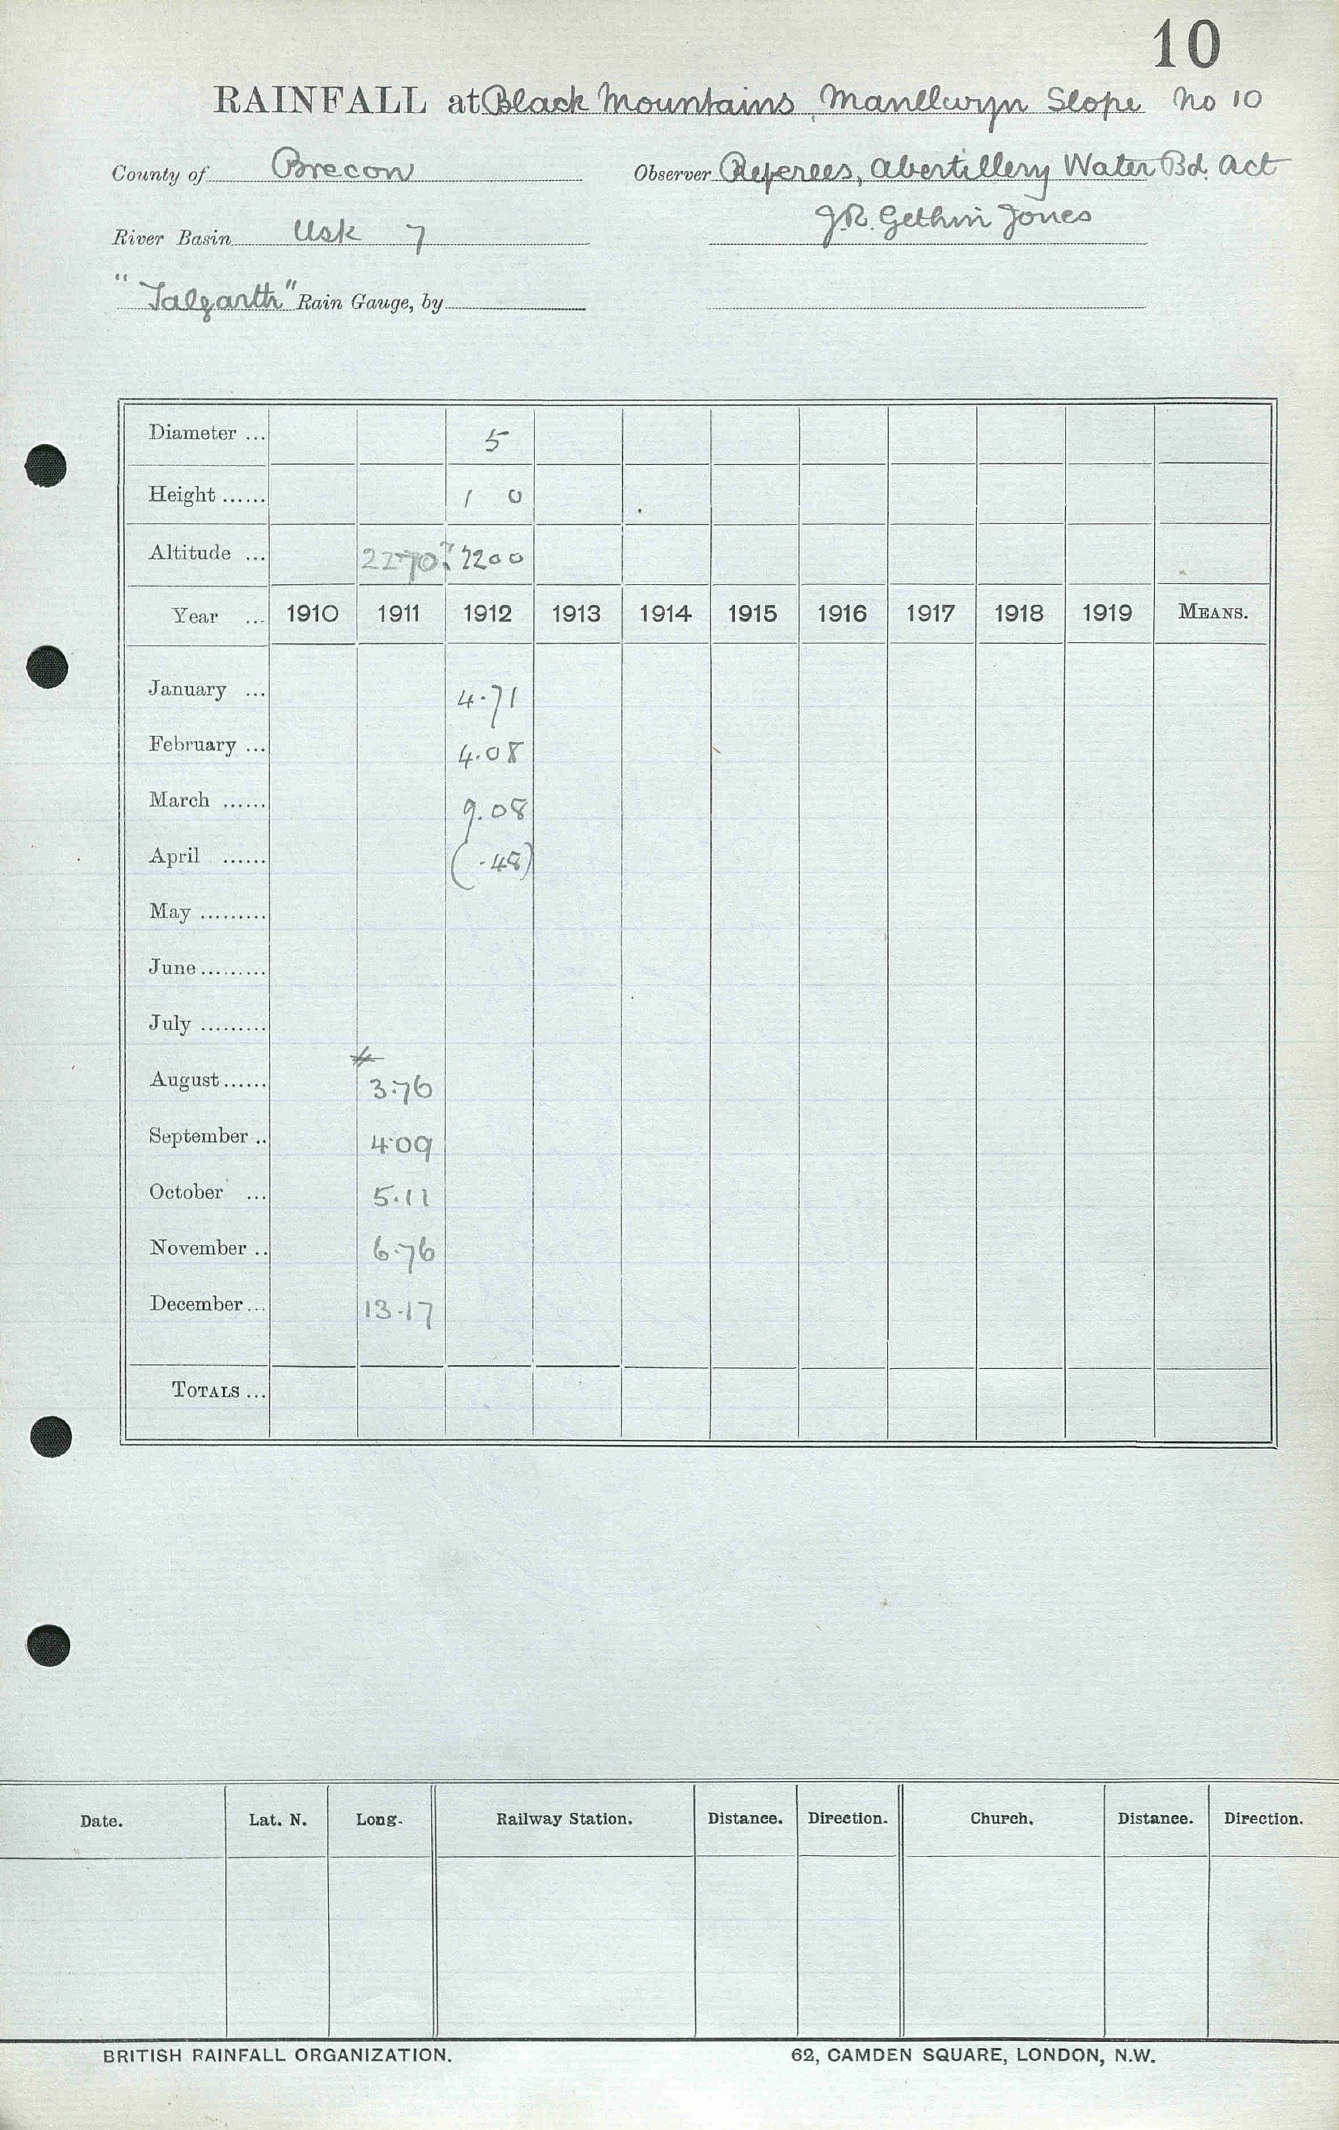 10
RAINFALL at Black Mountains, Manllwyn Slope No 10
County of Brecon Observer Referees, Abertillery Water Bd. Act
River Basin Usk 7 J.R. Gethin Jones
"Talgarth" Rain Gauge, by
Diameter ... 5
Height ...... 1 0
Altitude ... 2270? 2200
Year ... 1910 1911 1912 1913 1914 1915 1916 1917 1918 1919 MEANS.
January ... 4.71
February ... 4.08
March ...... 9.08
April ...... (.48)
May .........
June .........
July .........
August ...... 3.76
September .. 4.09
October ... 5.11
November .. 6.76
December ... 13.17
TOTALS ...
Date. Lat. N. Long. Railway Station. Distance. Direction. Church. Distance. Direction.
BRITISH RAINFALL ORGANIZATION. 62, CAMDEN SQUARE, LONDON, N.W.